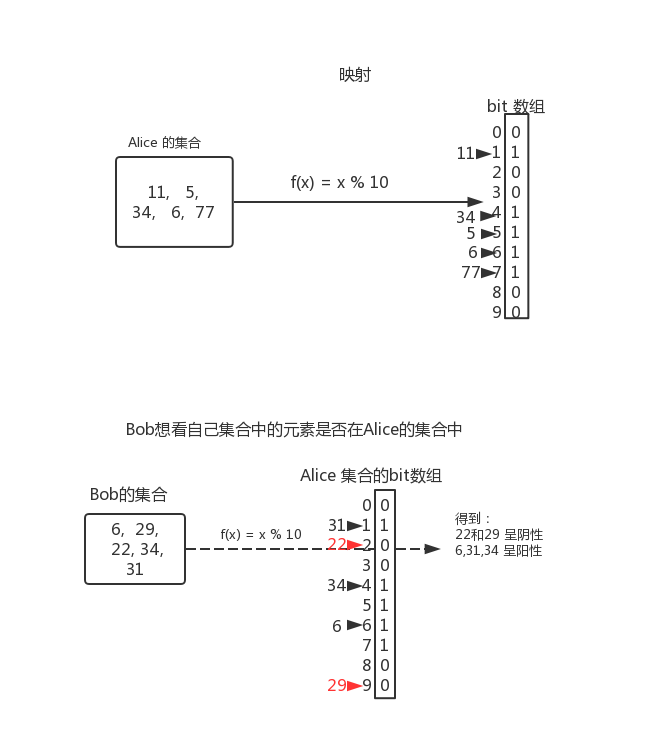 映射
bit 数组
Alice 的集合
11, 5,
34, 6, 77
f(x) = x % 10
0 0
11 1 1
2 0
3 0
34 4 1
5 5 1
6 6 1
77 7 1
8 0
9 0
Bob想看自己集合中的元素是否在Alice的集合中
Alice 集合的bit数组
Bob的集合
6, 29,
22, 34,
31
f(x) = x % 10
0 0
31 1 1
22 2 0
3 0
34 4 1
5 1
6 6 1
7 1
8 0
29 9 0
得到：
22和29 呈阴性
6,31,34 呈阳性